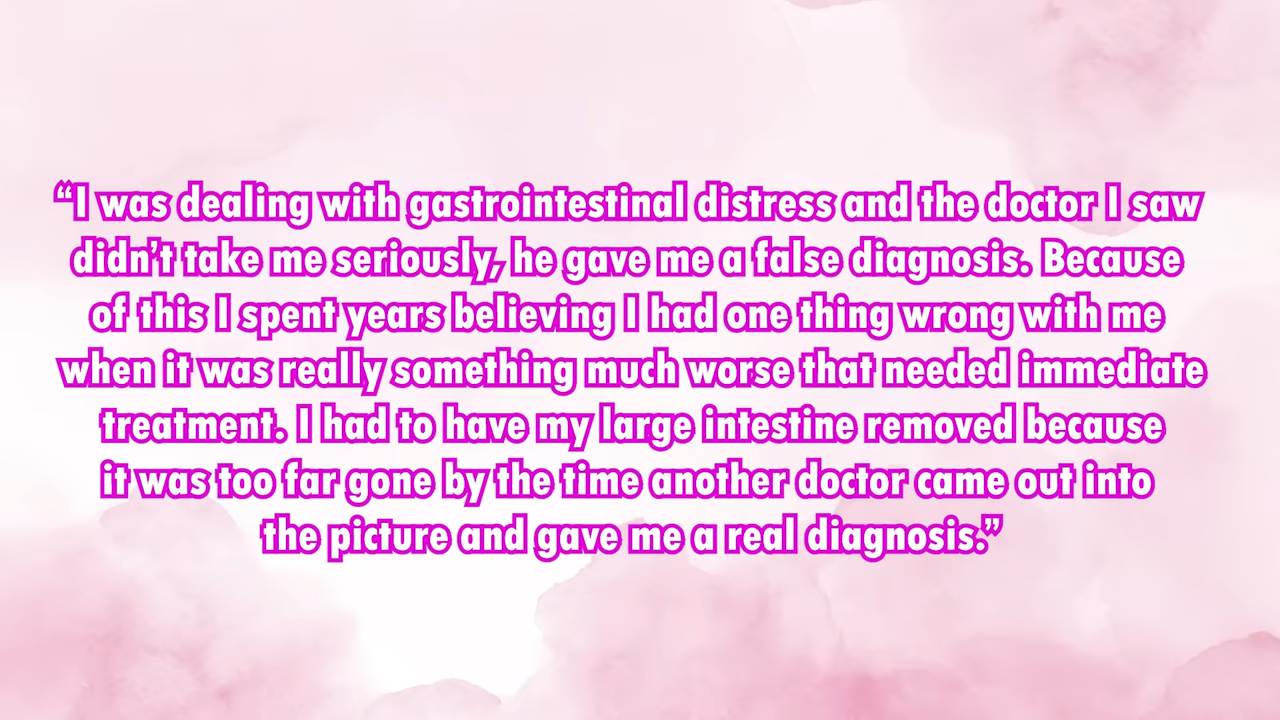 “I was dealing with gastrointestinal distress and the doctor I saw
didn’t take me seriously, he gave me a false diagnosis. Because
of this I spent years believing I had one thing wrong with me
when it was really something much worse that needed immediate
treatment. I had to have my large intestine removed because
it was too far gone by the time another doctor came out into
the picture and gave me a real diagnosis.”